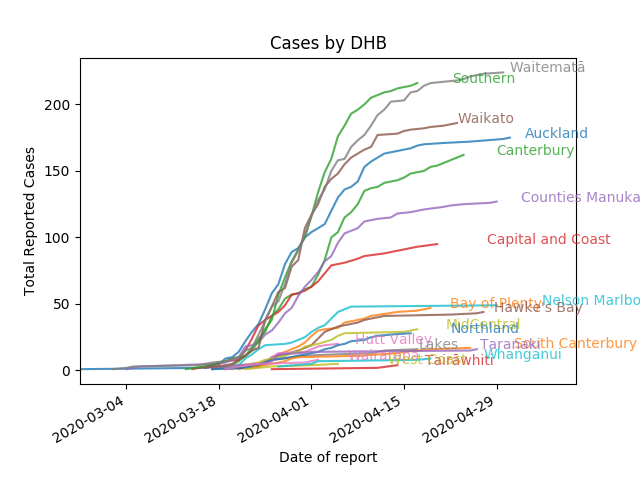 Cases by DHB
Total Reported Cases
200
150
100
50
0
Waitematā
Southern
Waikato
Auckland
Canterbury
Counties Manuka
Capital and Coast
Nelson Marlbo
Bay of Plenty
Hawke's Bay
MidCentral
Northland
Hutt Valley
Lakes
Taranaki
South Canterbury
Whanganui
West Coast
Tairāwhiti
2020-03-04
2020-03-18
2020-04-01
2020-04-15
2020-04-29
Date of report